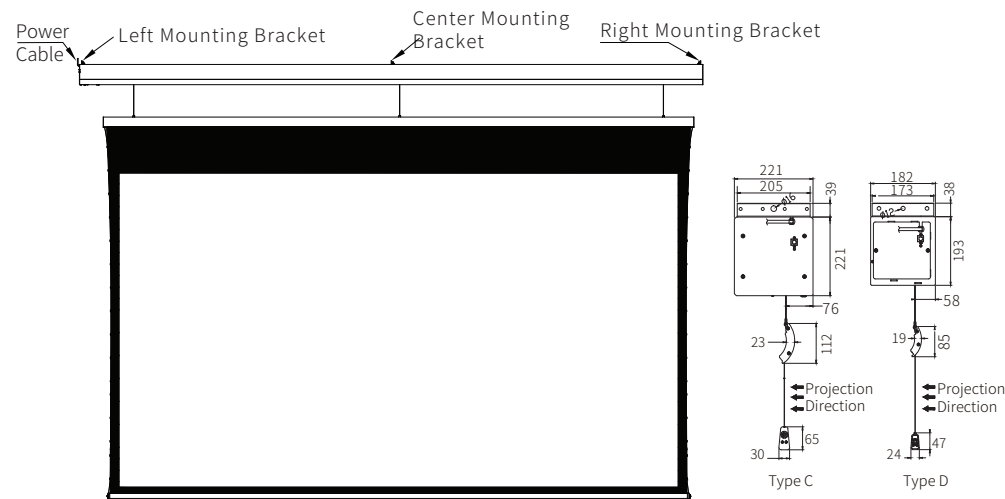 Power
Cable
Left Mounting Bracket
Center Mounting
Bracket
Right Mounting Bracket
221
205
39
Ø16
221
76
23
112
Projection
Direction
30
65
Type C
182
173
38
Ø12
193
58
19
85
Projection
Direction
24
47
Type D